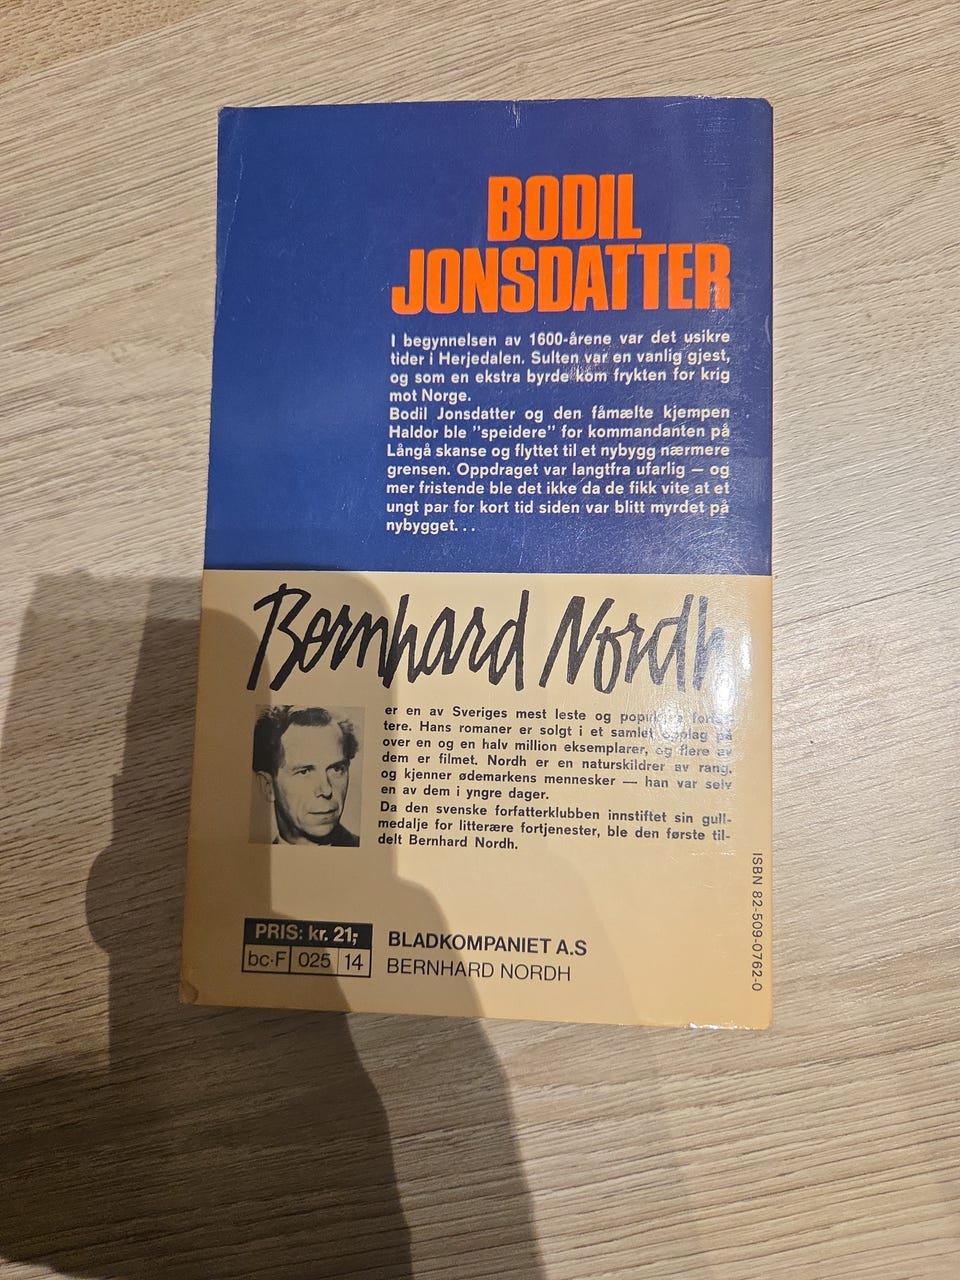 BODIL
JONSDATTER
I begynnelsen av 1600-årene var det usikre
tider i Herjedalen. Sulten var en vanlig gjest,
og som en ekstra byrde kom frykten for krig
mot Norge.
Bodil Jonsdatter og den fåmælte kjempen
Haldor ble "speidere" for kommandanten på
Långå skanse og flyttet til et nybygg nærmere
grensen. Oppdraget var langtfra ufarlig — og
mer fristende ble det ikke da de fikk vite at et
ungt par for kort tid siden var blitt myrdet på
nybygget. . .
Bernhard Nordh
er en av Sveriges mest leste og populære forfat-
tere. Hans romaner er solgt i et samlet opplag på
over en og en halv million eksemplarer, og flere av
dem er filmet. Nordh er en naturskildrer av rang,
og kjenner ødemarkens mennesker — han var selv
en av dem i yngre dager.
Da den svenske forfatterklubben innstiftet sin gull-
medalje for litterære fortjenester, ble den første til-
delt Bernhard Nordh.
PRIS: kr. 21,-
bc·F 025 14
BLADKOMPANIET A.S
BERNHARD NORDH
ISBN 82-509-0762-0